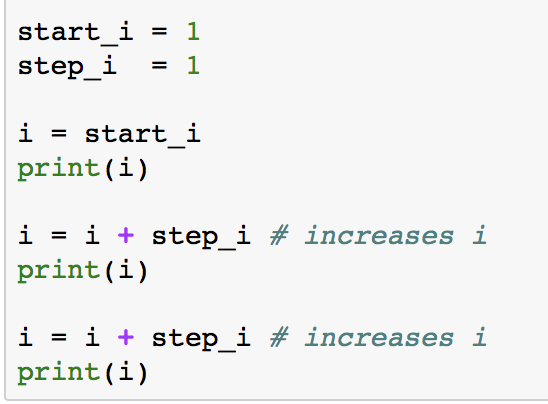 start_i = 1
step_i  = 1
i = start_i
print(i)
i = i + step_i # increases i
print(i)
i = i + step_i # increases i
print(i)